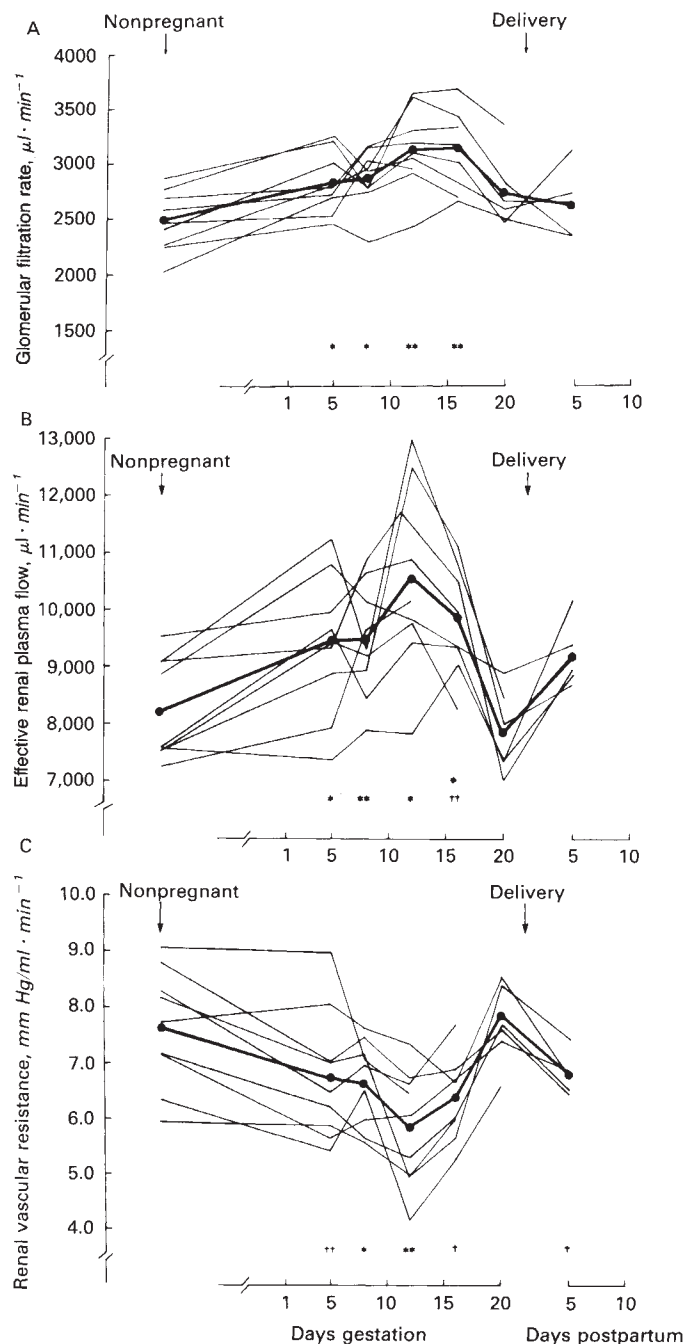 A
Nonpregnant
Delivery
Glomerular filtration rate, μl · min⁻¹
4000
3500
3000
2500
2000
1500
* * ** **
1 5 10 15 20 5 10
B
Nonpregnant
Delivery
Effective renal plasma flow, μl · min⁻¹
13,000
12,000
11,000
10,000
9,000
8,000
7,000
*
* ** * ††
1 5 10 15 20 5 10
C
Nonpregnant
Delivery
Renal vascular resistance, mm Hg/ml · min⁻¹
10.0
9.0
8.0
7.0
6.0
5.0
4.0
†† * ** † †
1 5 10 15 20 5 10
Days gestation
Days postpartum